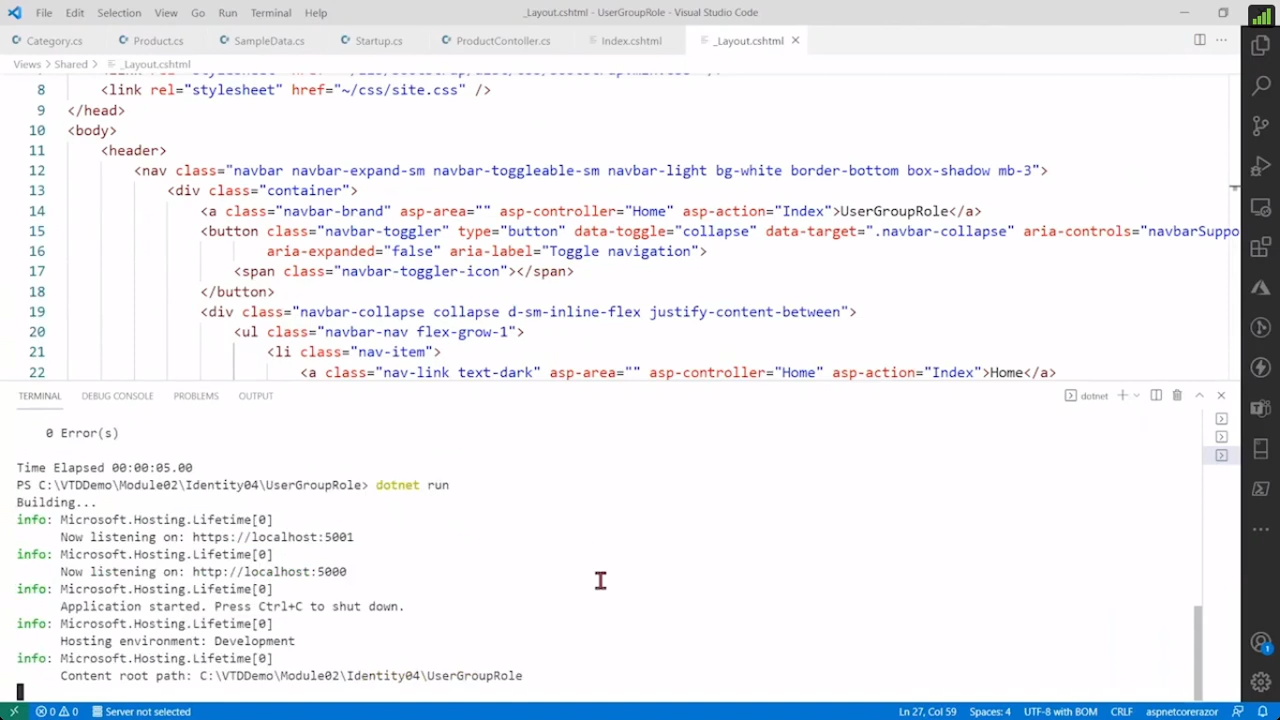 File Edit Selection View Go Run Terminal Help _Layout.cshtml - UserGroupRole - Visual Studio Code
Category.cs Product.cs SampleData.cs Startup.cs ProductContoller.cs Index.cshtml _Layout.cshtml
Views > Shared > _Layout.cshtml
8 <link rel="stylesheet" href="~/css/site.css" />
9 </head>
10 <body>
11 <header>
12 <nav class="navbar navbar-expand-sm navbar-toggleable-sm navbar-light bg-white border-bottom box-shadow mb-3">
13 <div class="container">
14 <a class="navbar-brand" asp-area="" asp-controller="Home" asp-action="Index">UserGroupRole</a>
15 <button class="navbar-toggler" type="button" data-toggle="collapse" data-target=".navbar-collapse" aria-controls="navbarSuppo
16 aria-expanded="false" aria-label="Toggle navigation">
17 <span class="navbar-toggler-icon"></span>
18 </button>
19 <div class="navbar-collapse collapse d-sm-inline-flex justify-content-between">
20 <ul class="navbar-nav flex-grow-1">
21 <li class="nav-item">
22 <a class="nav-link text-dark" asp-area="" asp-controller="Home" asp-action="Index">Home</a>
TERMINAL DEBUG CONSOLE PROBLEMS OUTPUT dotnet
0 Error(s)
Time Elapsed 00:00:05.00
PS C:\VTDDemo\Module02\Identity04\UserGroupRole> dotnet run
Building...
info: Microsoft.Hosting.Lifetime[0]
Now listening on: https://localhost:5001
info: Microsoft.Hosting.Lifetime[0]
Now listening on: http://localhost:5000
info: Microsoft.Hosting.Lifetime[0]
Application started. Press Ctrl+C to shut down.
info: Microsoft.Hosting.Lifetime[0]
Hosting environment: Development
info: Microsoft.Hosting.Lifetime[0]
Content root path: C:\VTDDemo\Module02\Identity04\UserGroupRole
0 0 Server not selected Ln 27, Col 59 Spaces: 4 UTF-8 with BOM CRLF aspnetcorerazor
1